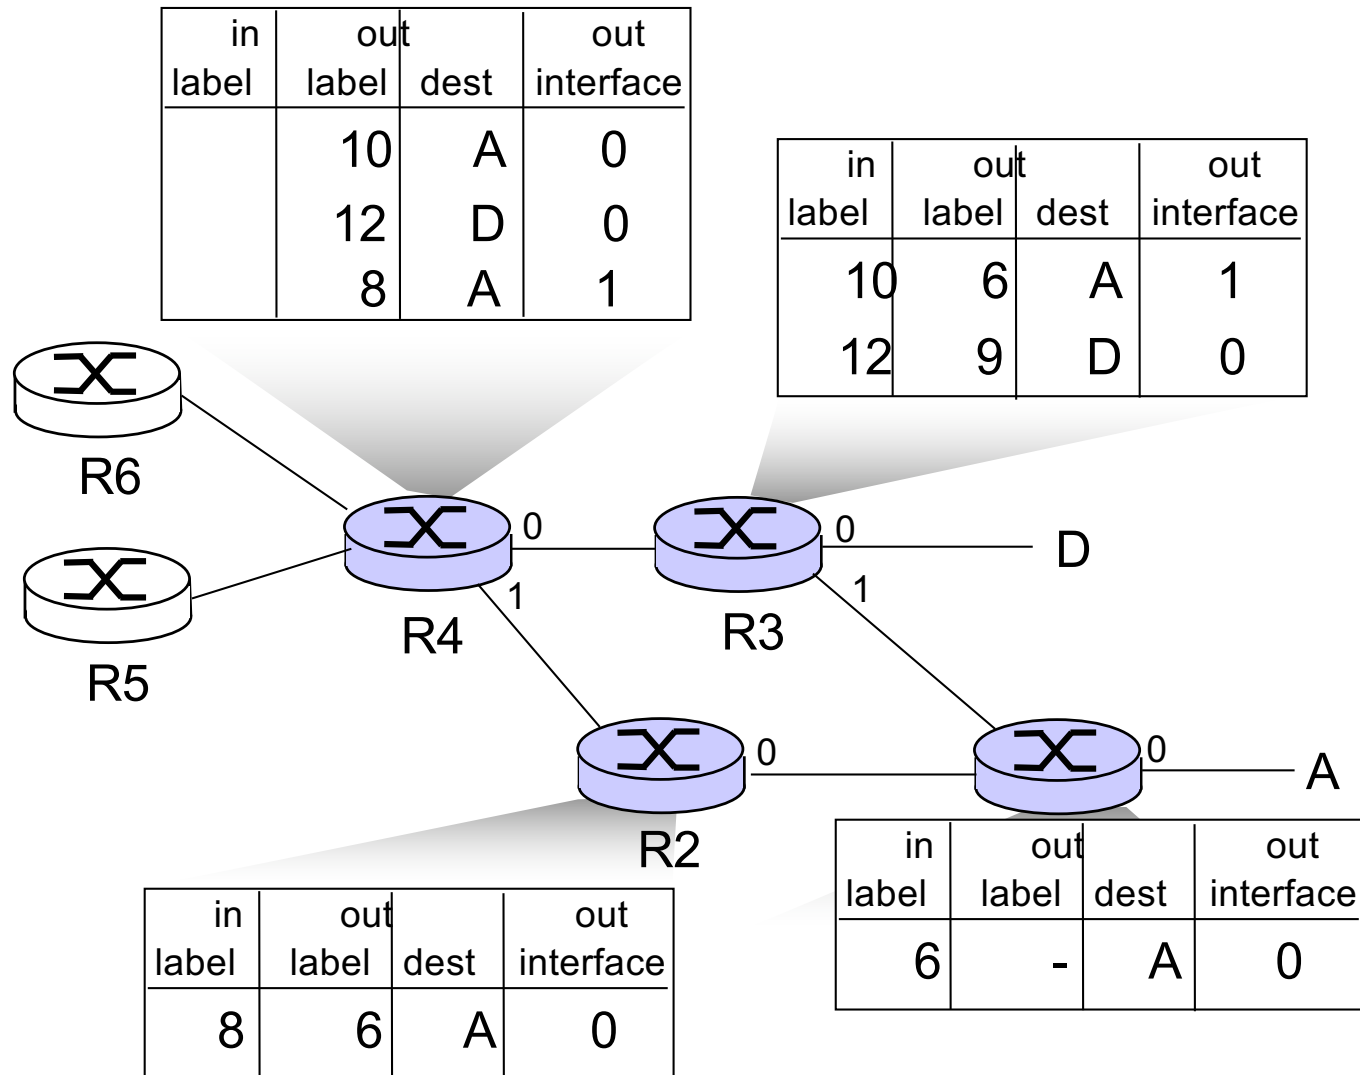 in out out
label label dest interface
10 A 0
12 D 0
8 A 1
in out out
label label dest interface
10 6 A 1
12 9 D 0
R6
R5
R4
0
1
R3
0
1
D
R2
0
0
A
in out out
label label dest interface
6 - A 0
in out out
label label dest interface
8 6 A 0